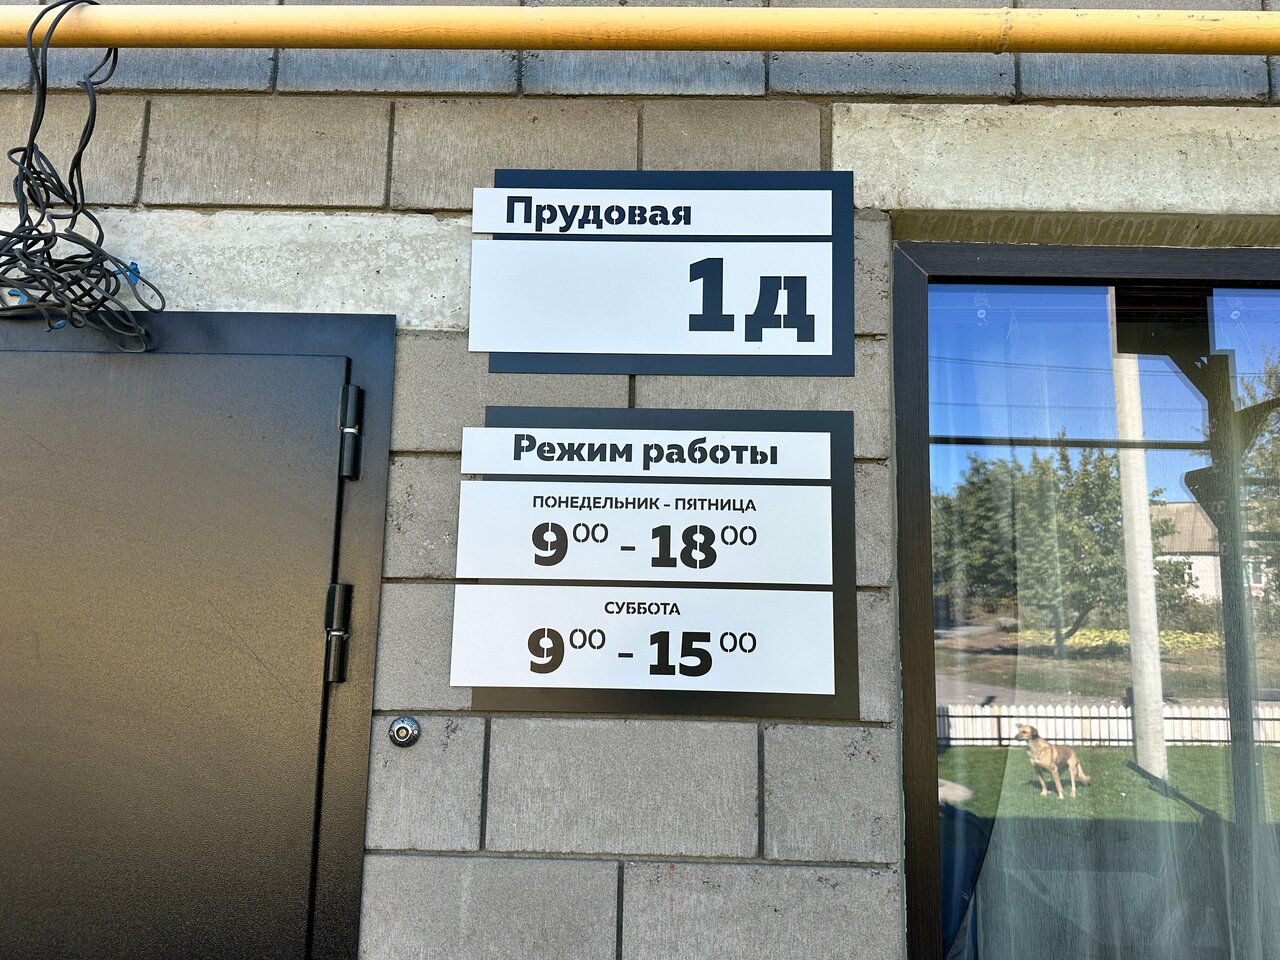 Прудовая
1д
Режим работы
ПОНЕДЕЛЬНИК - ПЯТНИЦА
9⁰⁰ - 18⁰⁰
СУББОТА
9⁰⁰ - 15⁰⁰